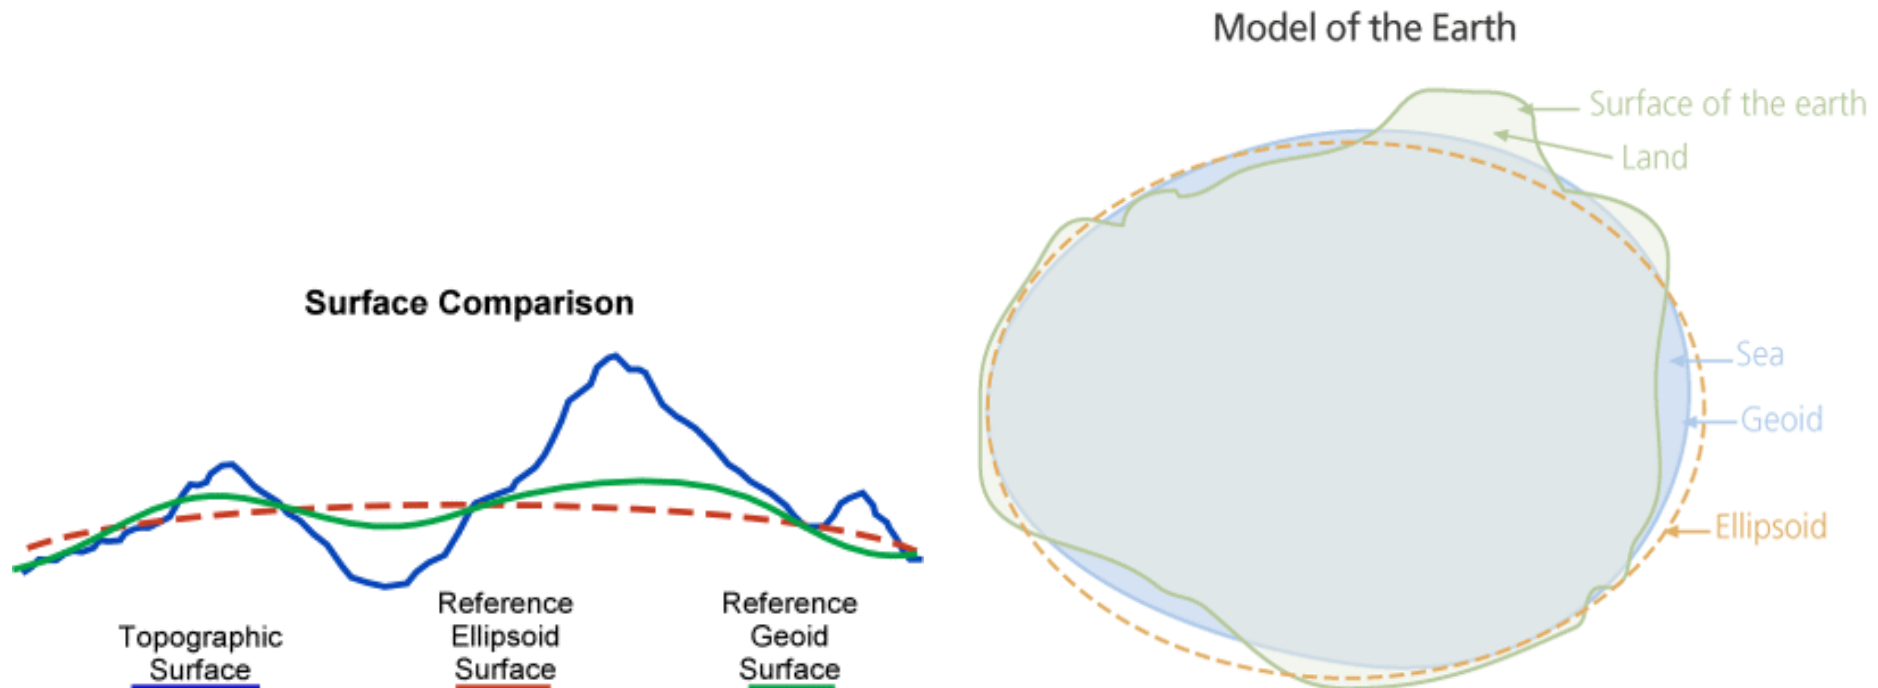 Surface Comparison
Topographic
Surface
Reference
Ellipsoid
Surface
Reference
Geoid
Surface
Model of the Earth
Surface of the earth
Land
Sea
Geoid
Ellipsoid